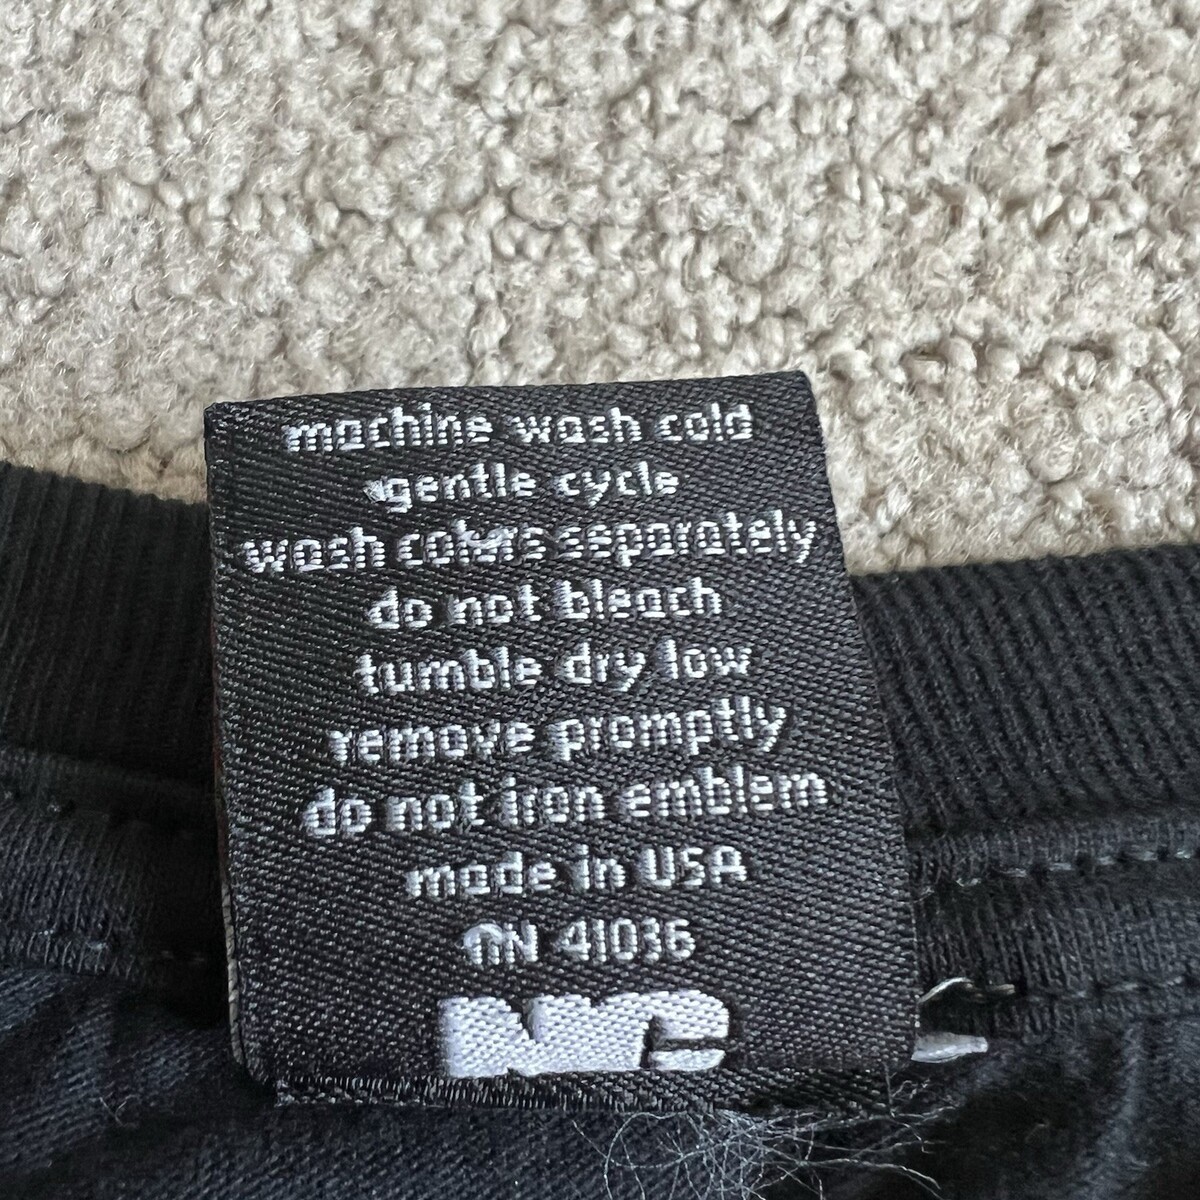 machine wash cold
gentle cycle
wash colors separately
do not bleach
tumble dry low
remove promptly
do not iron emblem
made in USA
RN 41036